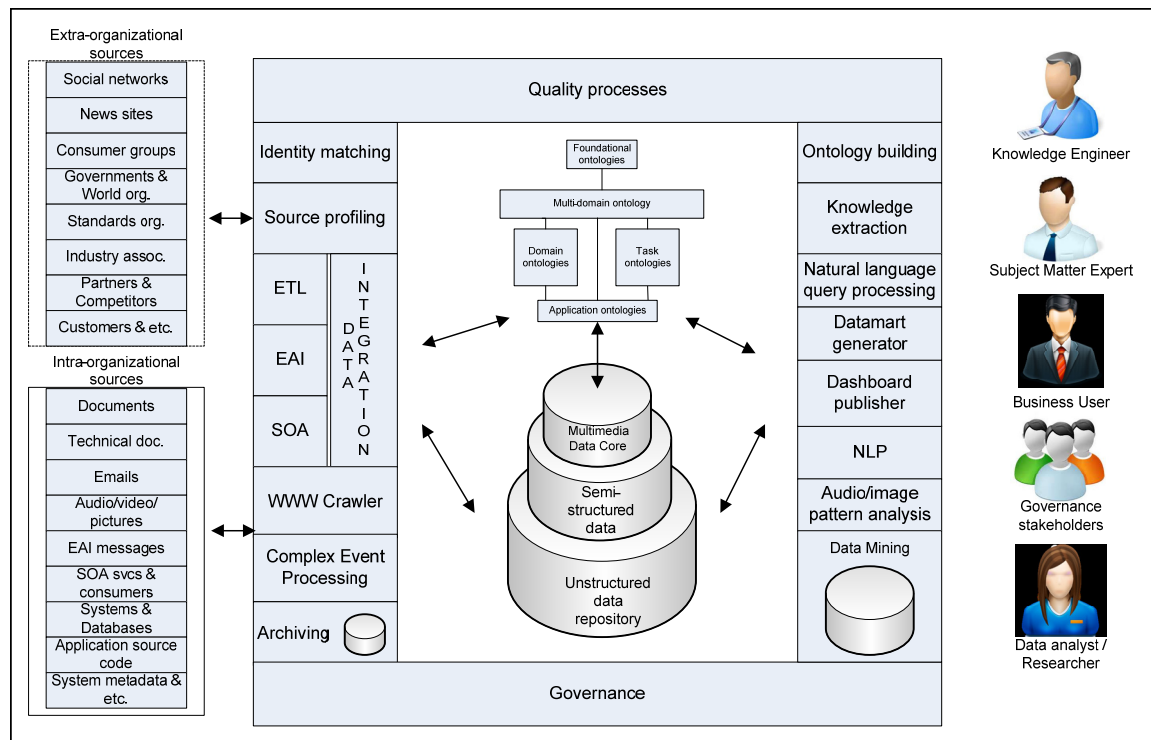 Extra-organizational
sources
Social networks
News sites
Consumer groups
Governments &
World org.
Standards org.
Industry assoc.
Partners &
Competitors
Customers & etc.
Intra-organizational
sources
Documents
Technical doc.
Emails
Audio/video/
pictures
EAI messages
SOA svcs &
consumers
Systems &
Databases
Application source
code
System metadata &
etc.
Quality processes
Identity matching
Source profiling
ETL
EAI
SOA
DATA
INTEGRATION
WWW Crawler
Complex Event
Processing
Archiving
Foundational
ontologies
Multi-domain ontology
Domain
ontologies
Task
ontologies
Application ontologies
Multimedia
Data Core
Semi-
structured
data
Unstructured
data
repository
Ontology building
Knowledge
extraction
Natural language
query processing
Datamart
generator
Dashboard
publisher
NLP
Audio/image
pattern analysis
Data Mining
Governance
Knowledge Engineer
Subject Matter Expert
Business User
Governance
stakeholders
Data analyst /
Researcher